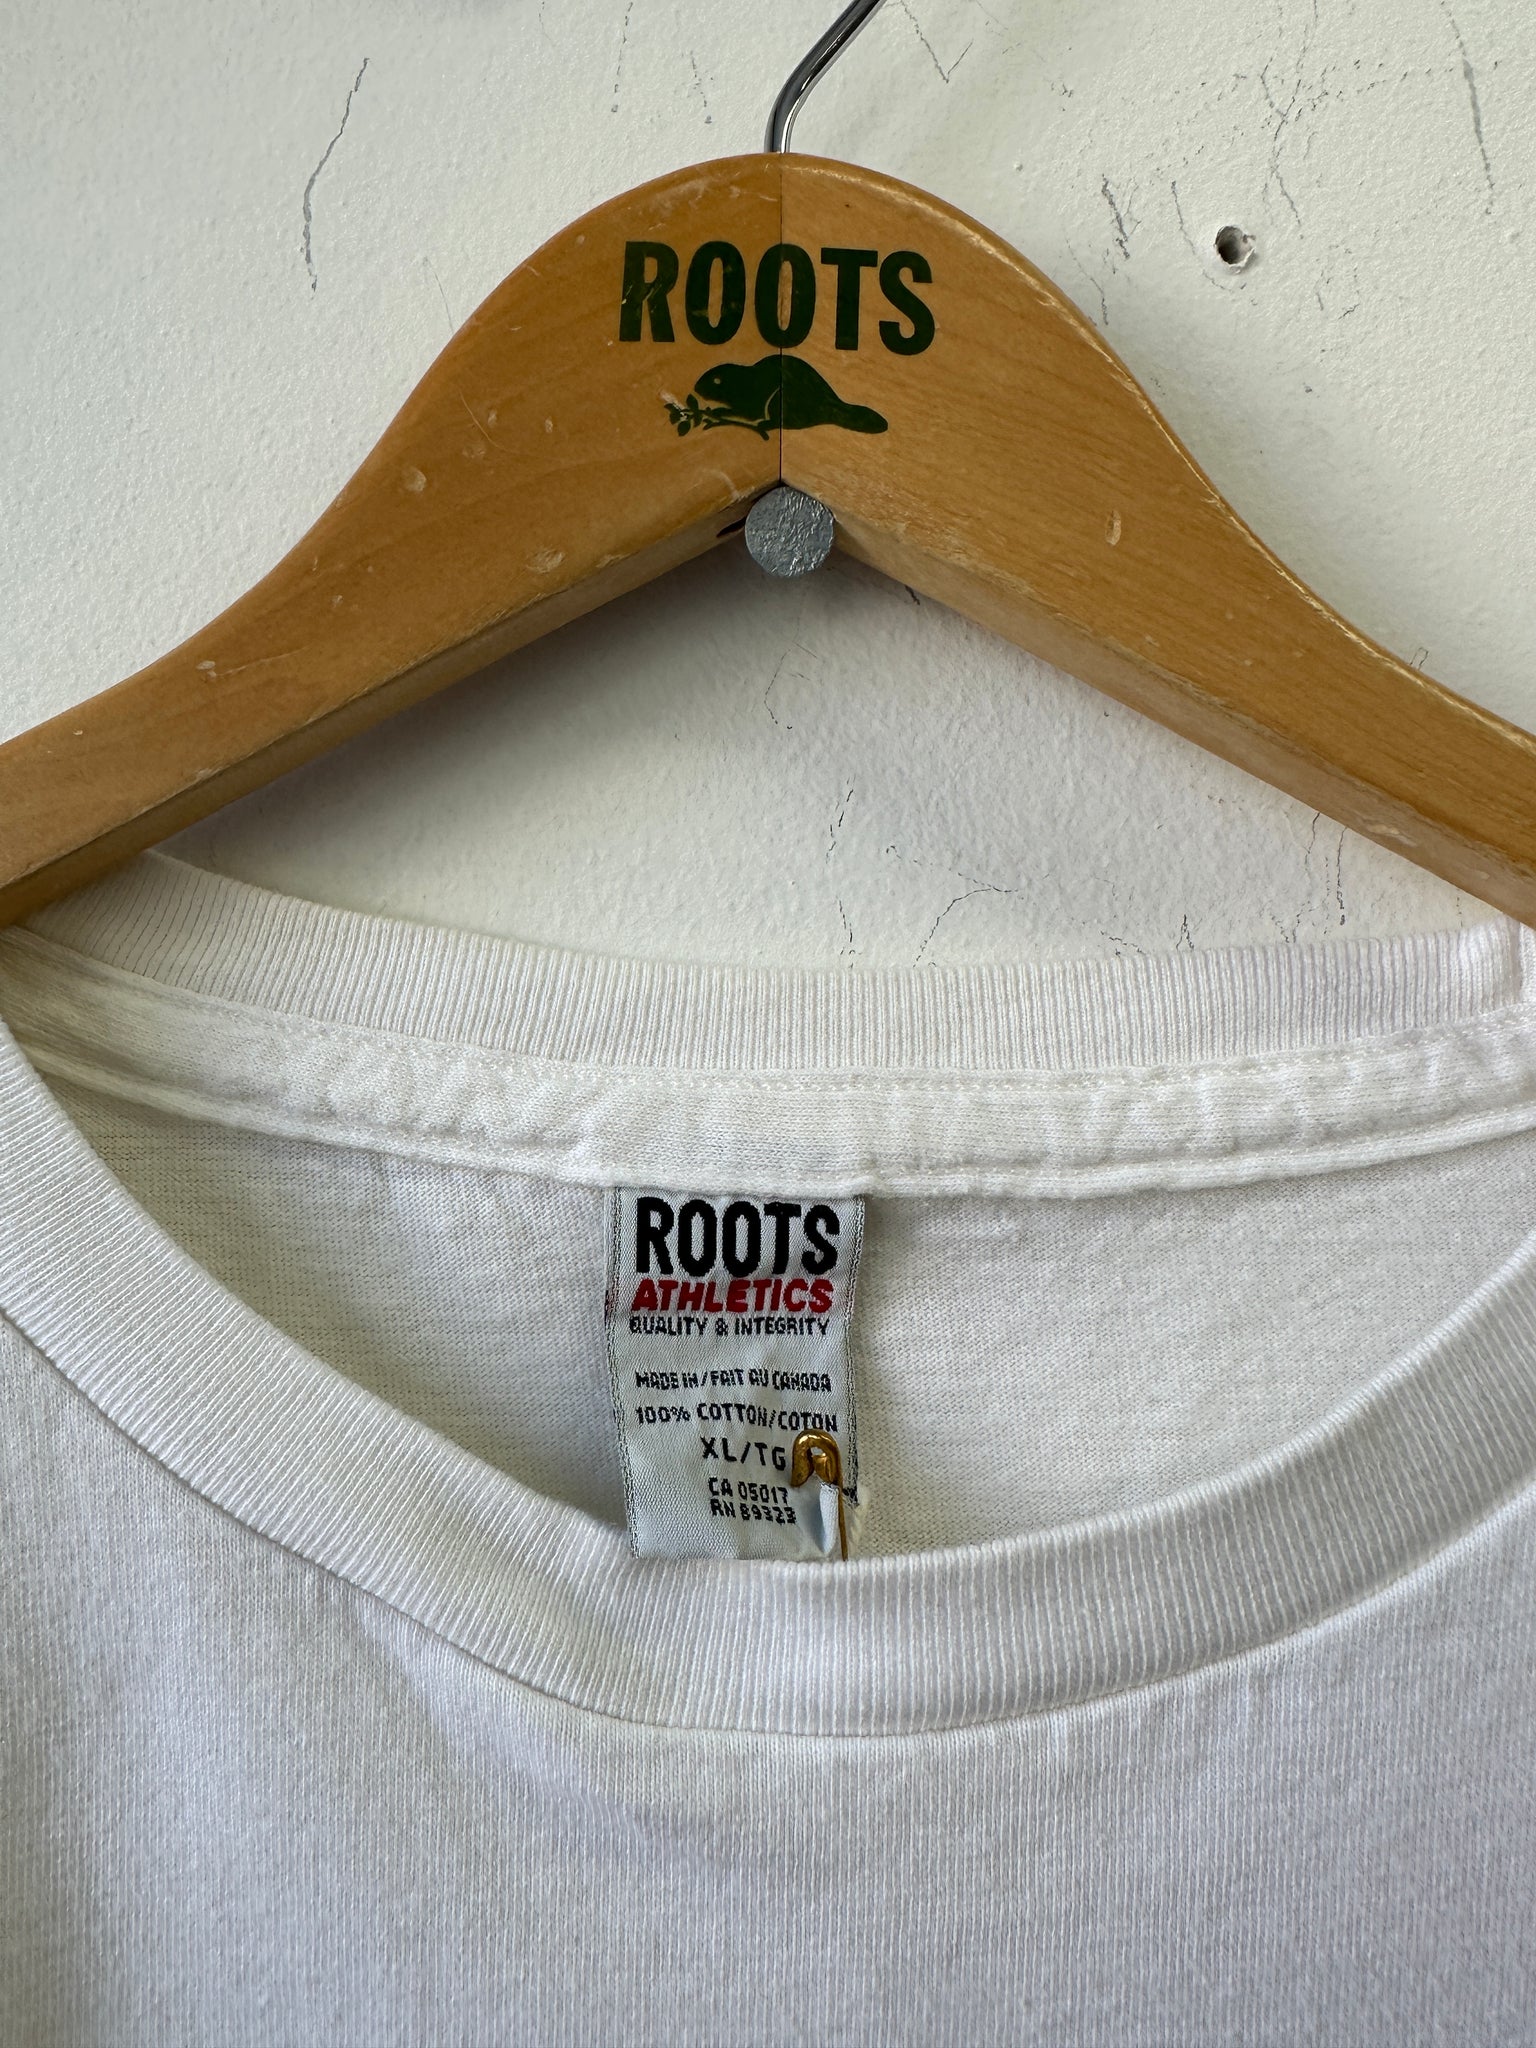 ROOTS
ROOTS
ATHLETICS
QUALITY & INTEGRITY
MADE IN/FAIT AU CANADA
100% COTTON/COTON
XL/TG
CA 05017
RN 89323